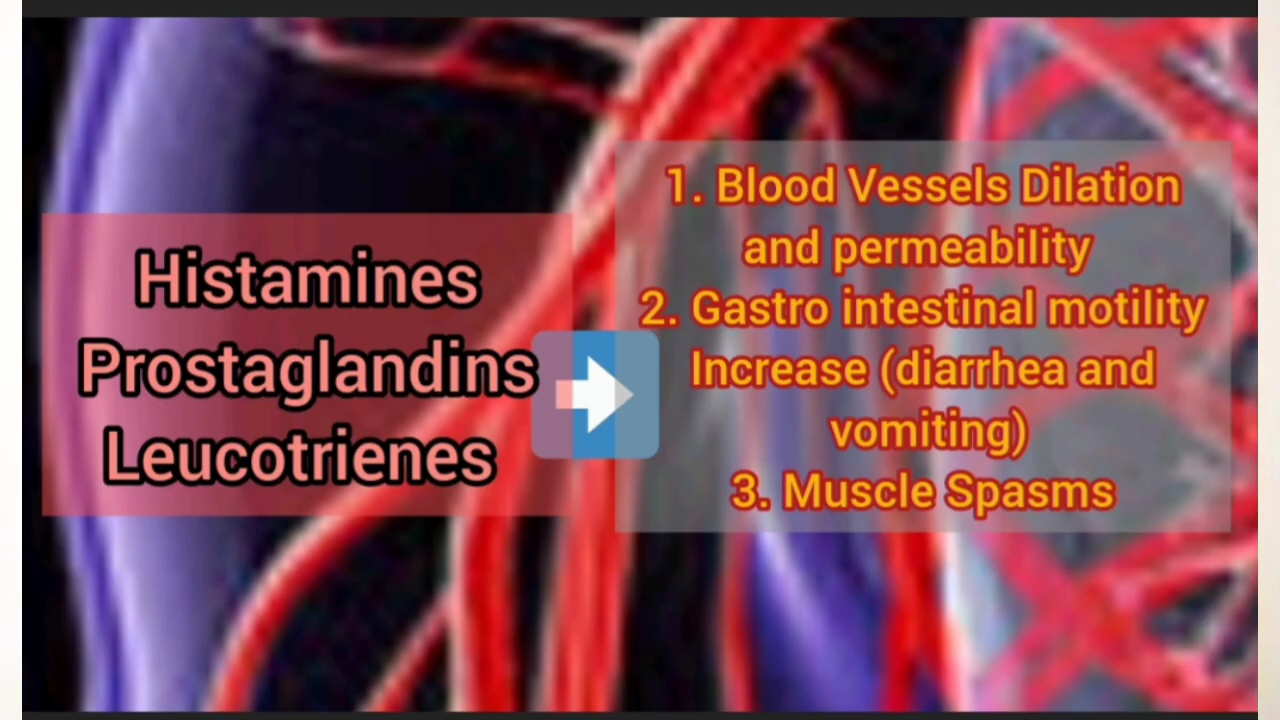 Histamines
Prostaglandins
Leucotrienes
1. Blood Vessels Dilation
and permeability
2. Gastro intestinal motility
Increase (diarrhea and
vomiting)
3. Muscle Spasms